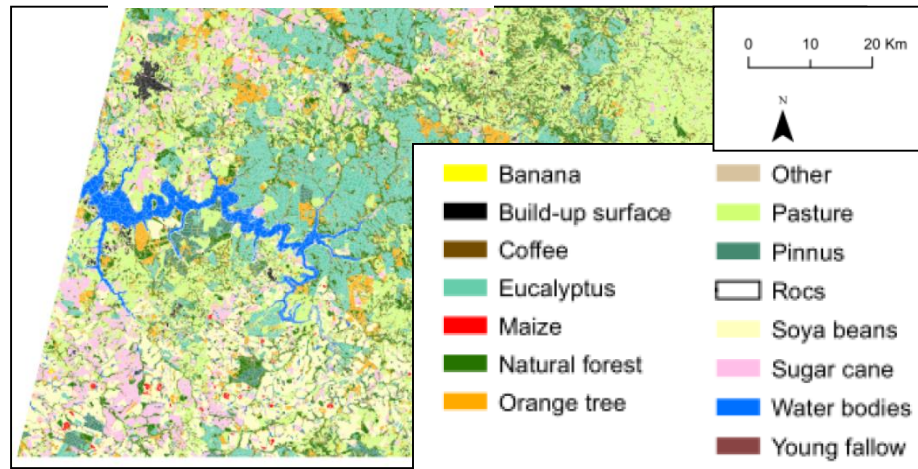 0 10 20 Km
N
Banana
Build-up surface
Coffee
Eucalyptus
Maize
Natural forest
Orange tree
Other
Pasture
Pinnus
Rocs
Soya beans
Sugar cane
Water bodies
Young fallow